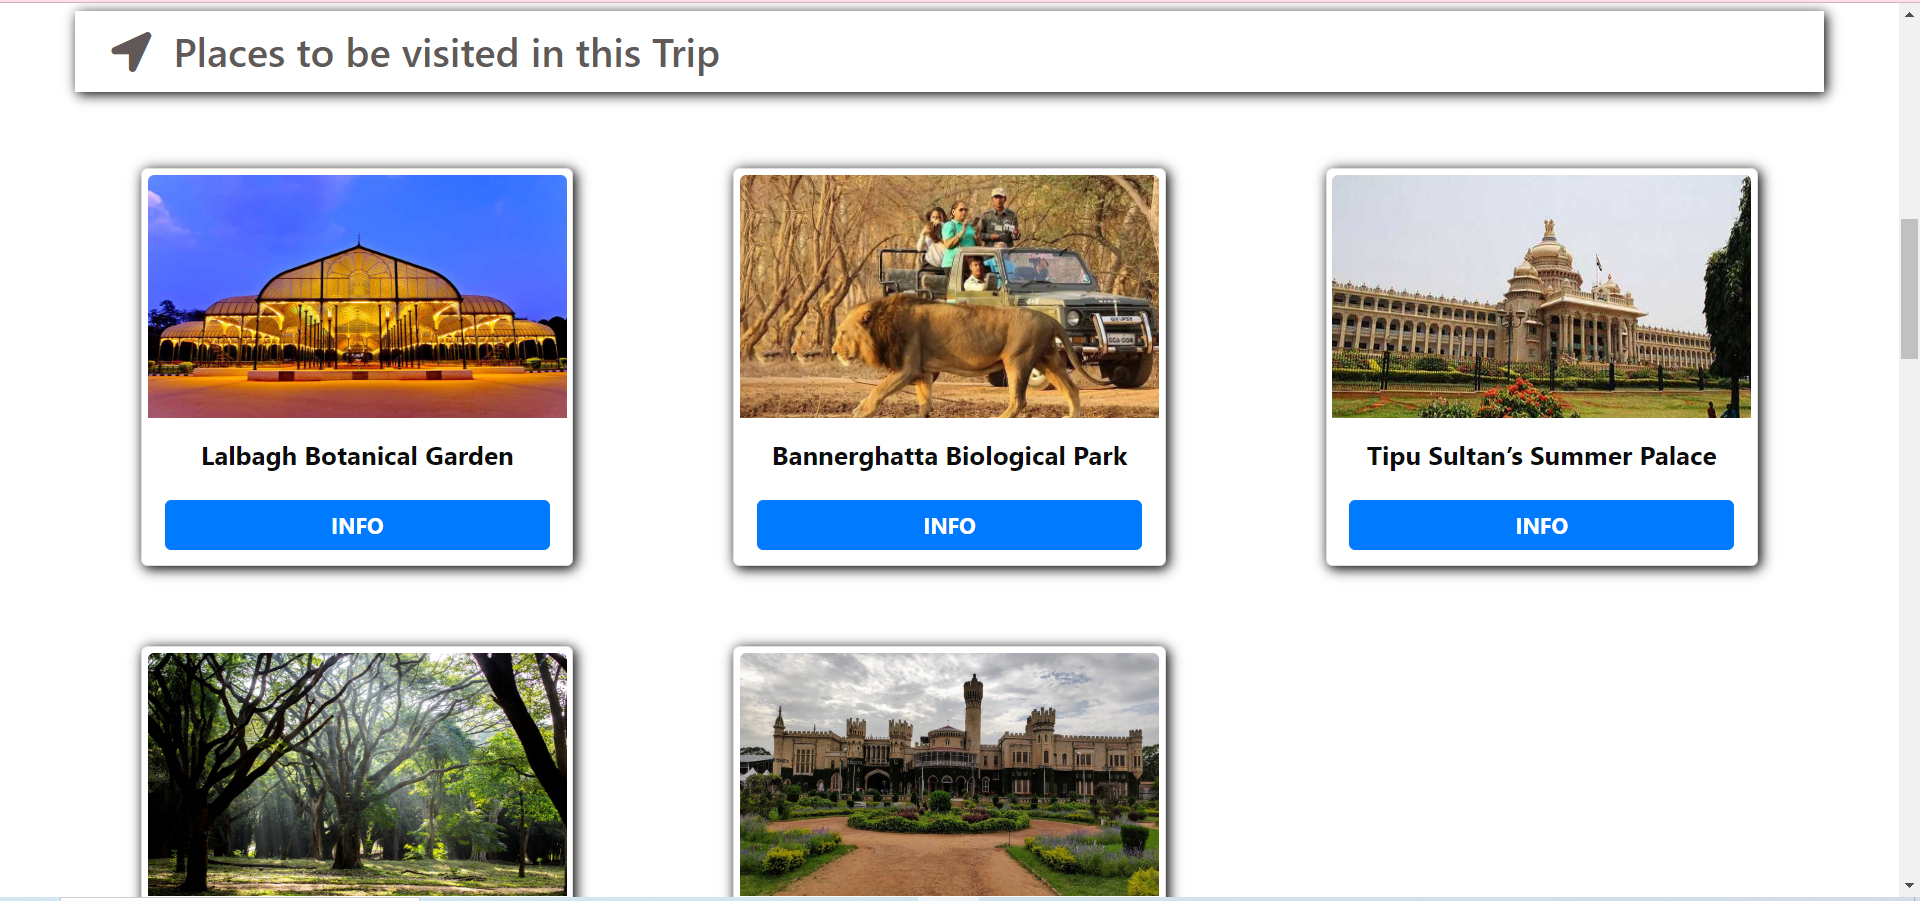 Places to be visited in this Trip
Lalbagh Botanical Garden
Bannerghatta Biological Park
Tipu Sultan’s Summer Palace
INFO
INFO
INFO